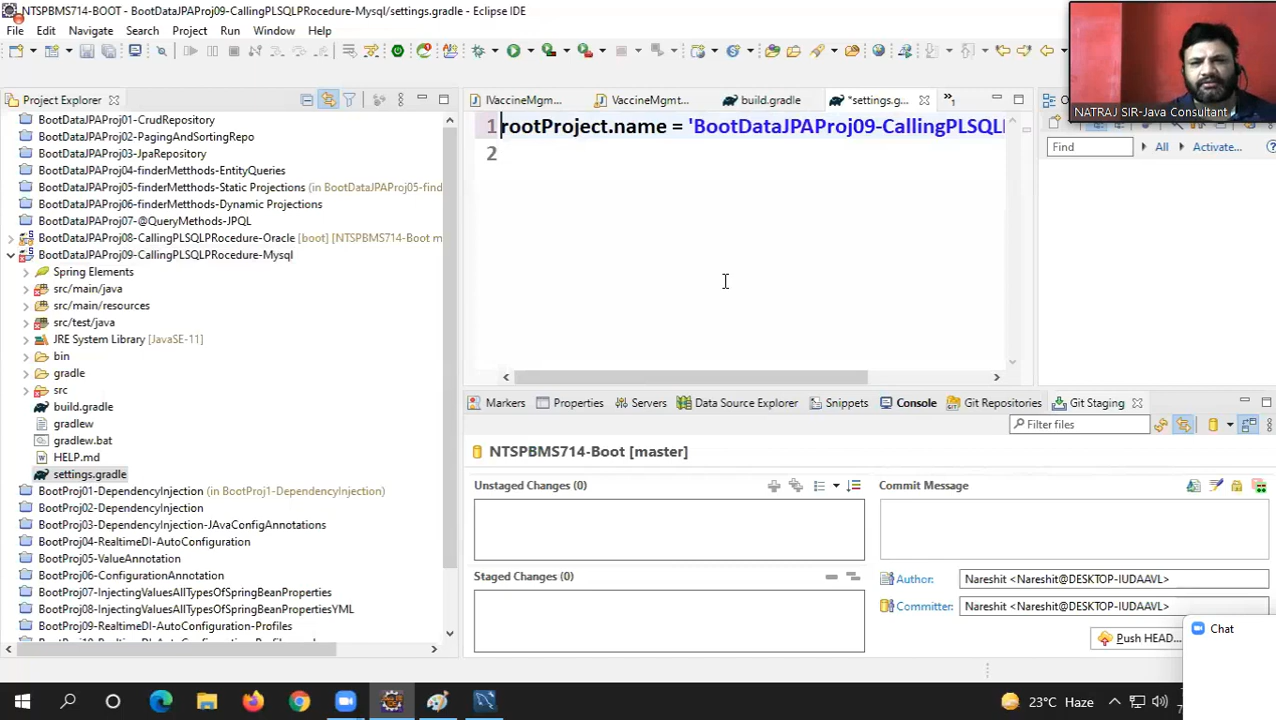 NTSPBMS714-BOOT - BootDataJPAProj09-CallingPLSQLPRocedure-Mysql/settings.gradle - Eclipse IDE
File Edit Navigate Search Project Run Window Help
Project Explorer
BootDataJPAProj01-CrudRepository
BootDataJPAProj02-PagingAndSortingRepo
BootDataJPAProj03-JpaRepository
BootDataJPAProj04-finderMetthods-EntityQueries
BootDataJPAProj05-finderMetthods-Static Projections (in BootDataJPAProj05-find
BootDataJPAProj06-finderMetthods-Dynamic Projections
BootDataJPAProj07-@QueryMethods-JPQL
BootDataJPAProj08-CallingPLSQLPRocedure-Oracle [boot] [NTSPBMS714-Boot m
BootDataJPAProj09-CallingPLSQLPRocedure-Mysql
Spring Elements
src/main/java
src/main/resources
src/test/java
JRE System Library [JavaSE-11]
bin
gradle
src
build.gradle
gradlew
gradlew.bat
HELP.md
settings.gradle
BootProj01-DependencyInjection (in BootProj1-DependencyInjection)
BootProj02-DependencyInjection
BootProj03-DependencyInjection-JAvaConfigAnnotations
BootProj04-RealtimeDI-AutoConfiguration
BootProj05-ValueAnnotation
BootProj06-ConfigurationAnnotation
BootProj07-InjectingValuesAllTypesOfSpringBeanProperties
BootProj08-InjectingValuesAllTypesOfSpringBeanPropertiesYML
BootProj09-RealtimeDI-AutoConfiguration-Profiles
IVaccineMgm... VaccineMgmt... build.gradle *settings.g...
1 rootProject.name = 'BootDataJPAProj09-CallingPLSQL
2
NATRAJ SIR-Java Consultant
Find All Activate...
Markers Properties Servers Data Source Explorer Snippets Console Git Repositories Git Staging
Filter files
NTSPBMS714-Boot [master]
Unstaged Changes (0)
Staged Changes (0)
Commit Message
Author: Nareshit <Nareshit@DESKTOP-IUDAAVL>
Committer: Nareshit <Nareshit@DESKTOP-IUDAAVL>
Push HEAD...
Chat
23°C Haze